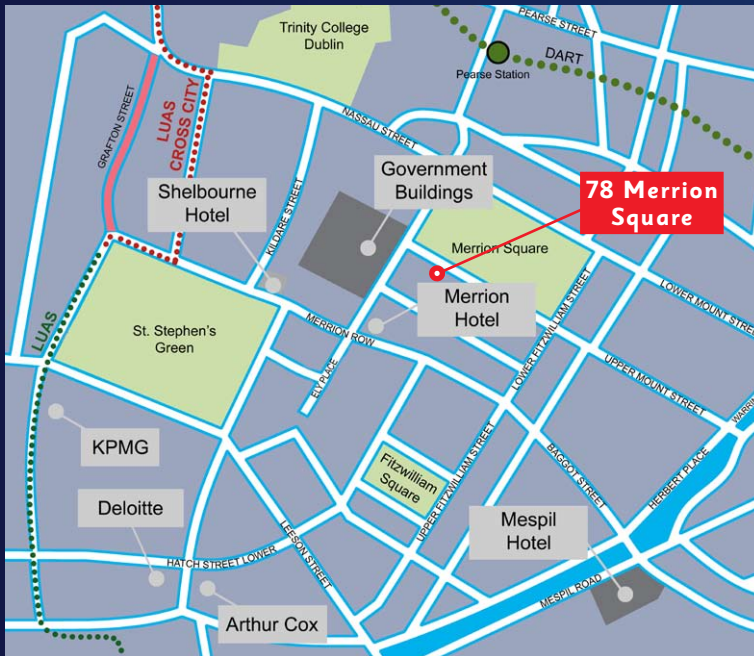 PEARSE STREET
Trinity College
Dublin
DART
Pearse Station
GRAFTON STREET
LUAS
CROSS CITY
NASSAU STREET
KILDARE STREET
Shelbourne
Hotel
Government
Buildings
78 Merrion
Square
Merrion Square
Merrion
Hotel
LOWER MOUNT STREET
LUAS
St. Stephen's
Green
MERRION ROW
ELY PLACE
LOWER FITZWILLIAM STREET
UPPER MOUNT STREET
KPMG
Fitzwilliam
Square
UPPER FITZWILLIAM STREET
BAGGOT STREET
HERBERT PLACE
WARRIN
Deloitte
HATCH STREET LOWER
LEESON STREET
Mespil
Hotel
MESPIL ROAD
Arthur Cox